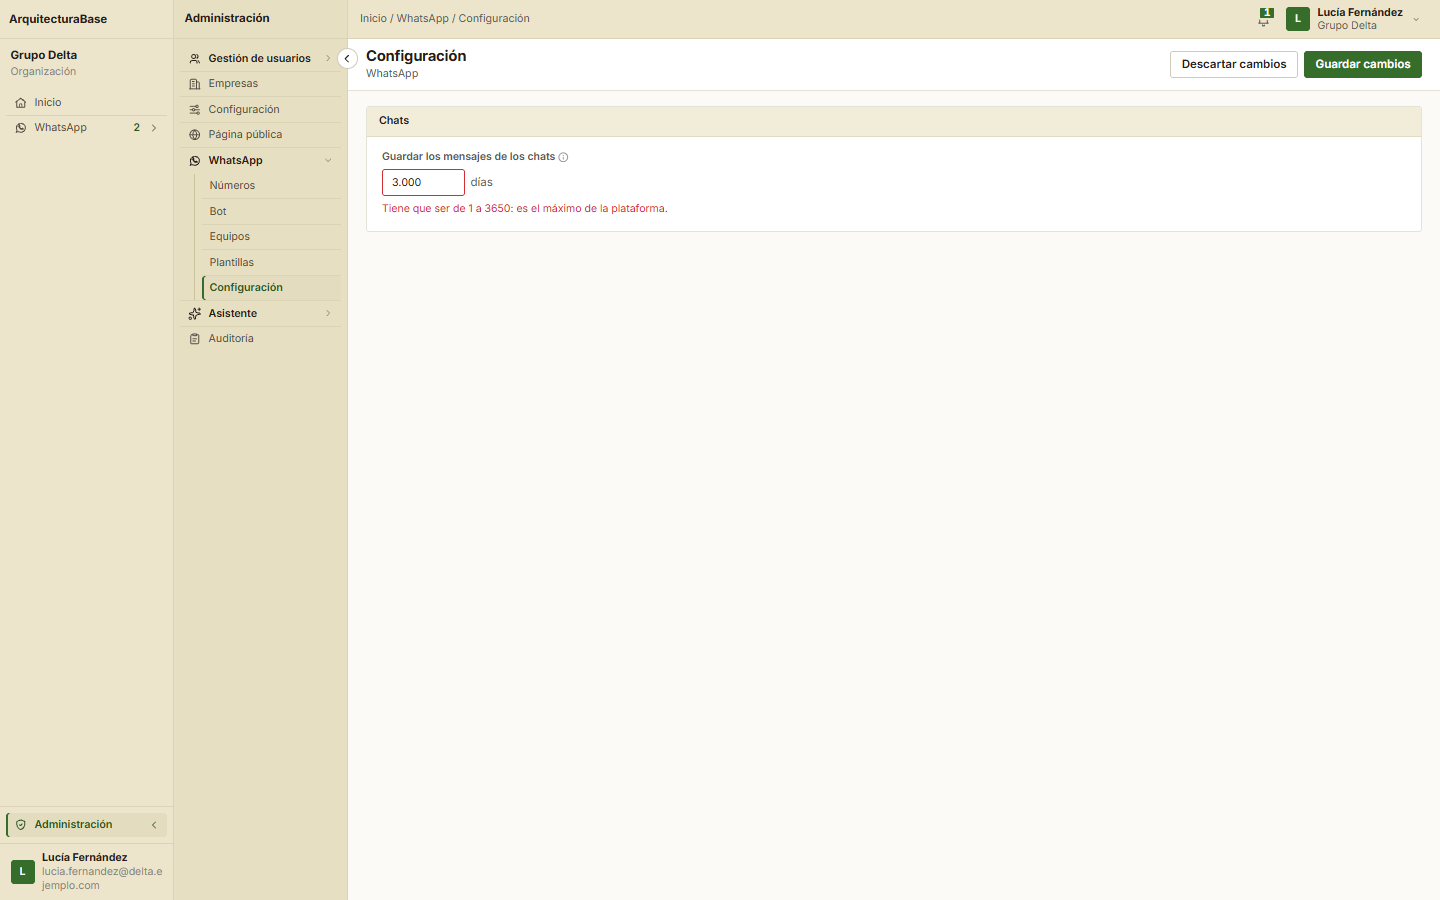 ArquitecturaBase
Grupo Delta
Organización
Inicio
WhatsApp 2
Administración
Lucía Fernández
L
lucia.fernandez@delta.e
jemplo.com
Administración
Gestión de usuarios
Empresas
Configuración
Página pública
WhatsApp
Números
Bot
Equipos
Plantillas
Configuración
Asistente
Auditoría
Inicio / WhatsApp / Configuración
1
L
Lucía Fernández
Grupo Delta
Configuración
WhatsApp
Descartar cambios
Guardar cambios
Chats
Guardar los mensajes de los chats
3.000 días
Tiene que ser de 1 a 3650: es el máximo de la plataforma.